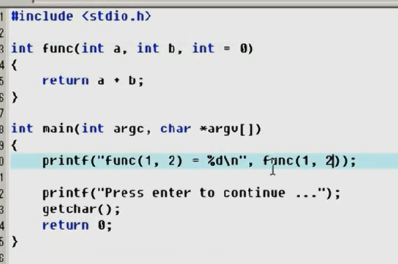 #include <stdio.h>
int func(int a, int b, int = 0)
{
return a + b;
}
int main(int argc, char *argv[])
{
printf("func(1, 2) = %d\n", func(1, 2));
printf("Press enter to continue ...");
getchar();
return 0;
}